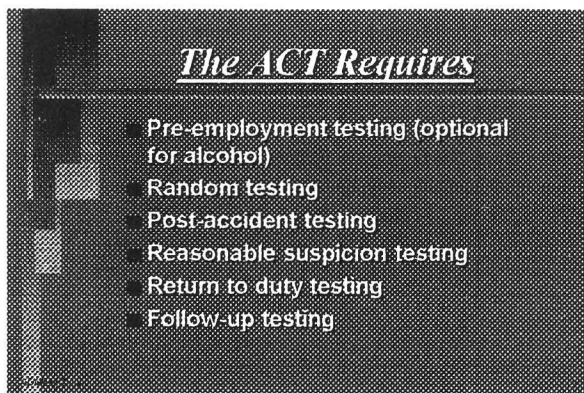 The ACT Requires
Pre-employment testing (optional
for alcohol)
Random testing
Post-accident testing
Reasonable suspicion testing
Return to duty testing
Follow-up testing